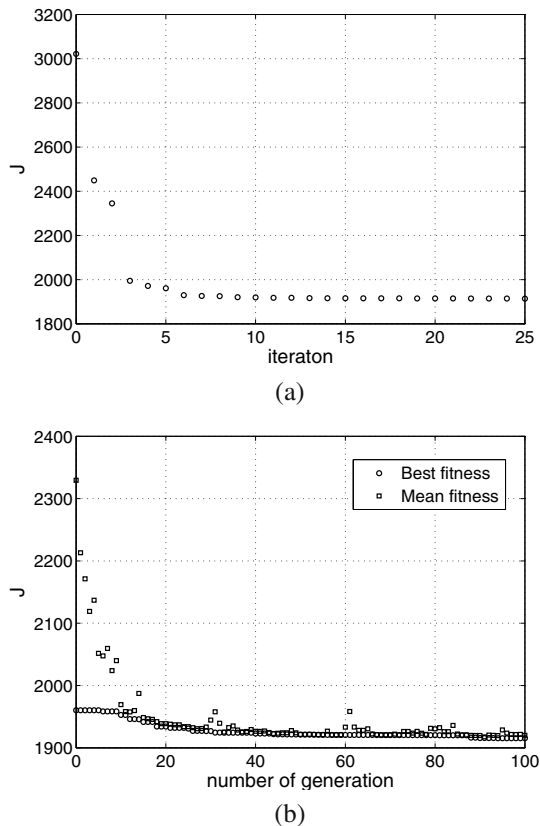 3200
3000
2800
2600
J
2400
2200
2000
1800
0 5 10 15 20 25
iteraton
(a)
2400
Best fitness
Mean fitness
2300
2200
J
2100
2000
1900
0 20 40 60 80 100
number of generation
(b)